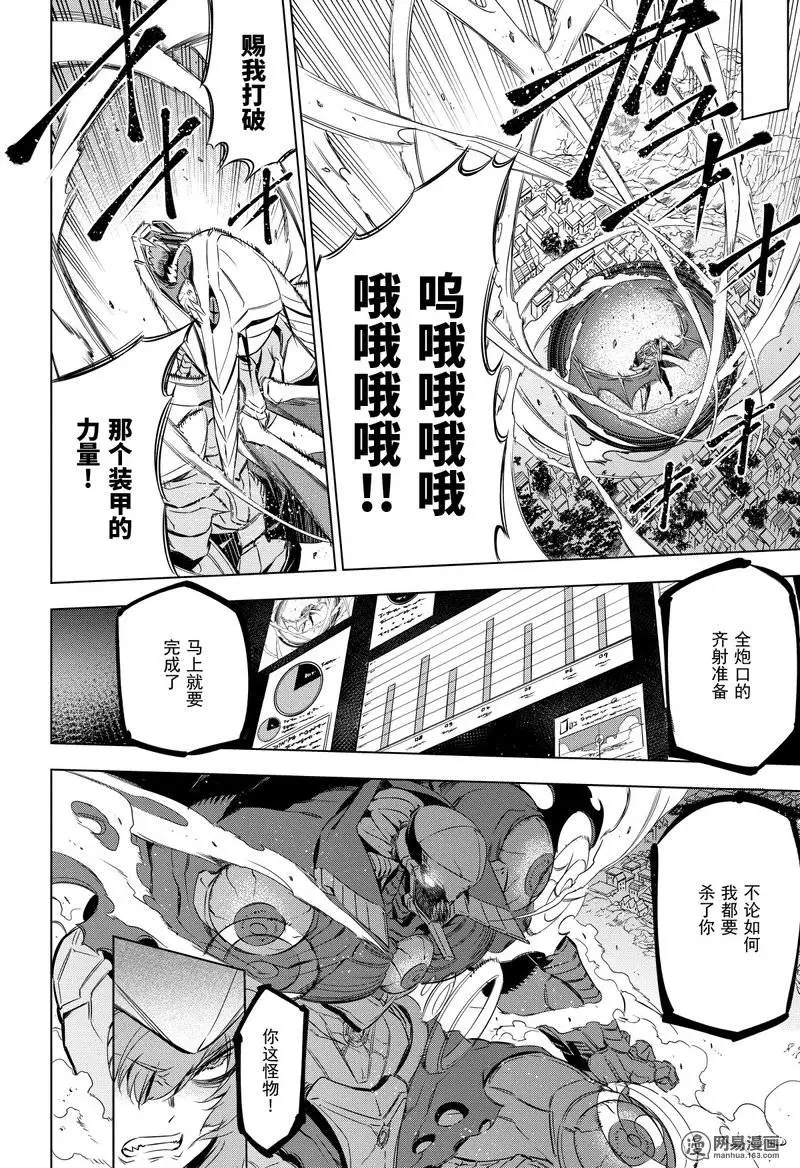 呜哦哦哦哦
哦哦哦哦!!
赐我打破
那个装甲的
力量！
全炮口的
齐射准备
马上就要
完成了
不论如何
我都要
杀了你
你这怪物！
网易漫画
manhua.163.com